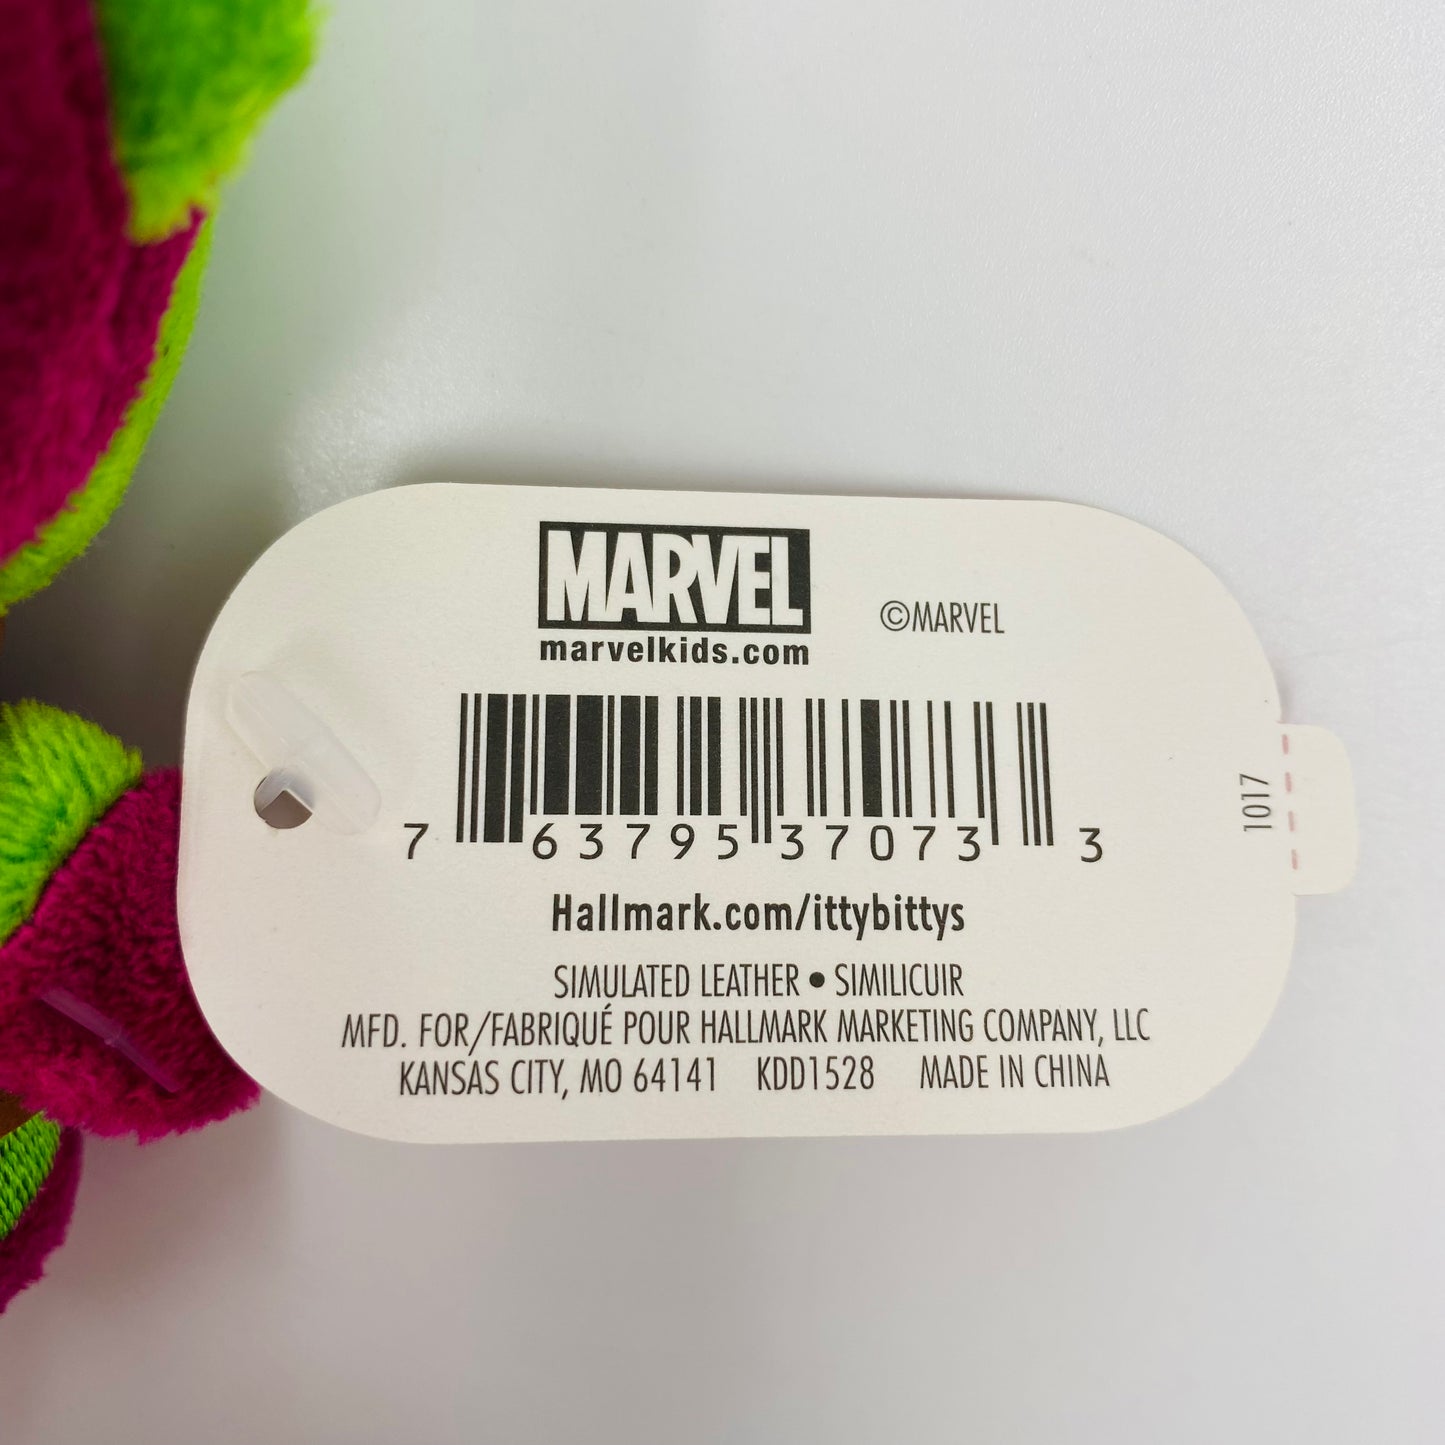 MARVEL
marvelkids.com
©MARVEL
7 63795 37073 3
1017
Hallmark.com/ittybittys
SIMULATED LEATHER • SIMILICUIR
MFD. FOR/FABRIQUÉ POUR HALLMARK MARKETING COMPANY, LLC
KANSAS CITY, MO 64141 KDD1528 MADE IN CHINA